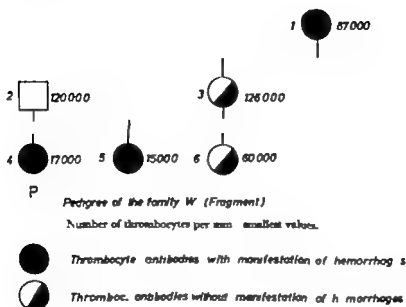 1 87000
2 120000
3 126000
4 17000 5 15000 6 60000
P
Pedigree of the family W (Fragment)
Number of thrombocytes per mm smallest values.
Thrombocyte antibodies with manifestation of hemorrhag s
Thromboc. antibodies without manifestation of h morrhages